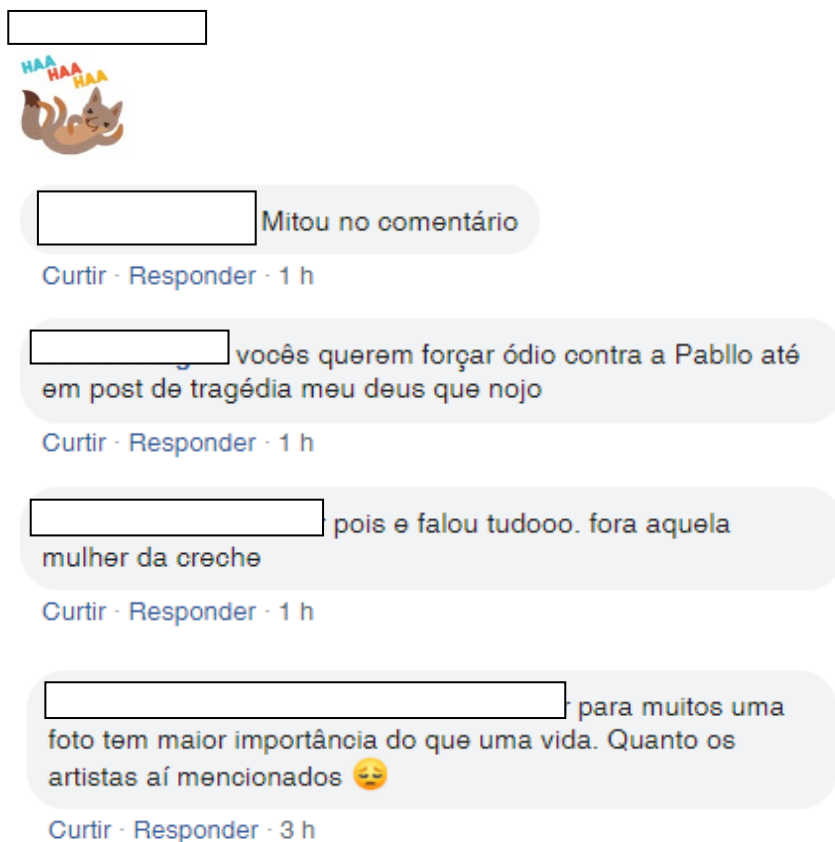 HAA
HAA
HAA
Mitou no comentário
Curtir · Responder · 1 h
vocês querem forçar ódio contra a Pabllo até
em post de tragédia meu deus que nojo
Curtir · Responder · 1 h
pois e falou tudooo. fora aquela
mulher da creche
Curtir · Responder · 1 h
para muitos uma
foto tem maior importância do que uma vida. Quanto os
artistas aí mencionados 😔
Curtir · Responder · 3 h